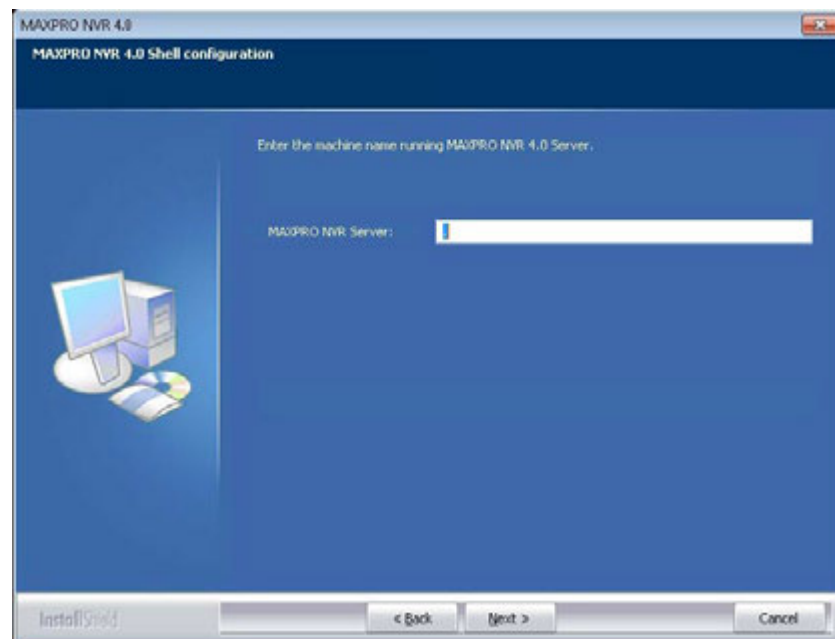 MAXPRO NVR 4.0
MAXPRO NVR 4.0 Shell configuration
Enter the machine name running MAXPRO NVR 4.0 Server.
MAXPRO NVR Server:
InstallShield
< Back
Next >
Cancel